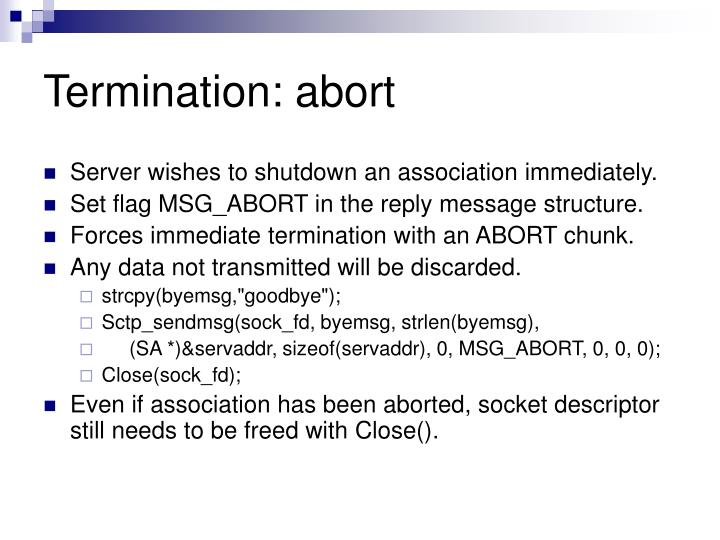 Termination: abort
Server wishes to shutdown an association immediately.
Set flag MSG_ABORT in the reply message structure.
Forces immediate termination with an ABORT chunk.
Any data not transmitted will be discarded.
strcpy(byemsg,"goodbye");
Sctp_sendmsg(sock_fd, byemsg, strlen(byemsg),
(SA *)&servaddr, sizeof(servaddr), 0, MSG_ABORT, 0, 0, 0);
Close(sock_fd);
Even if association has been aborted, socket descriptor
still needs to be freed with Close().